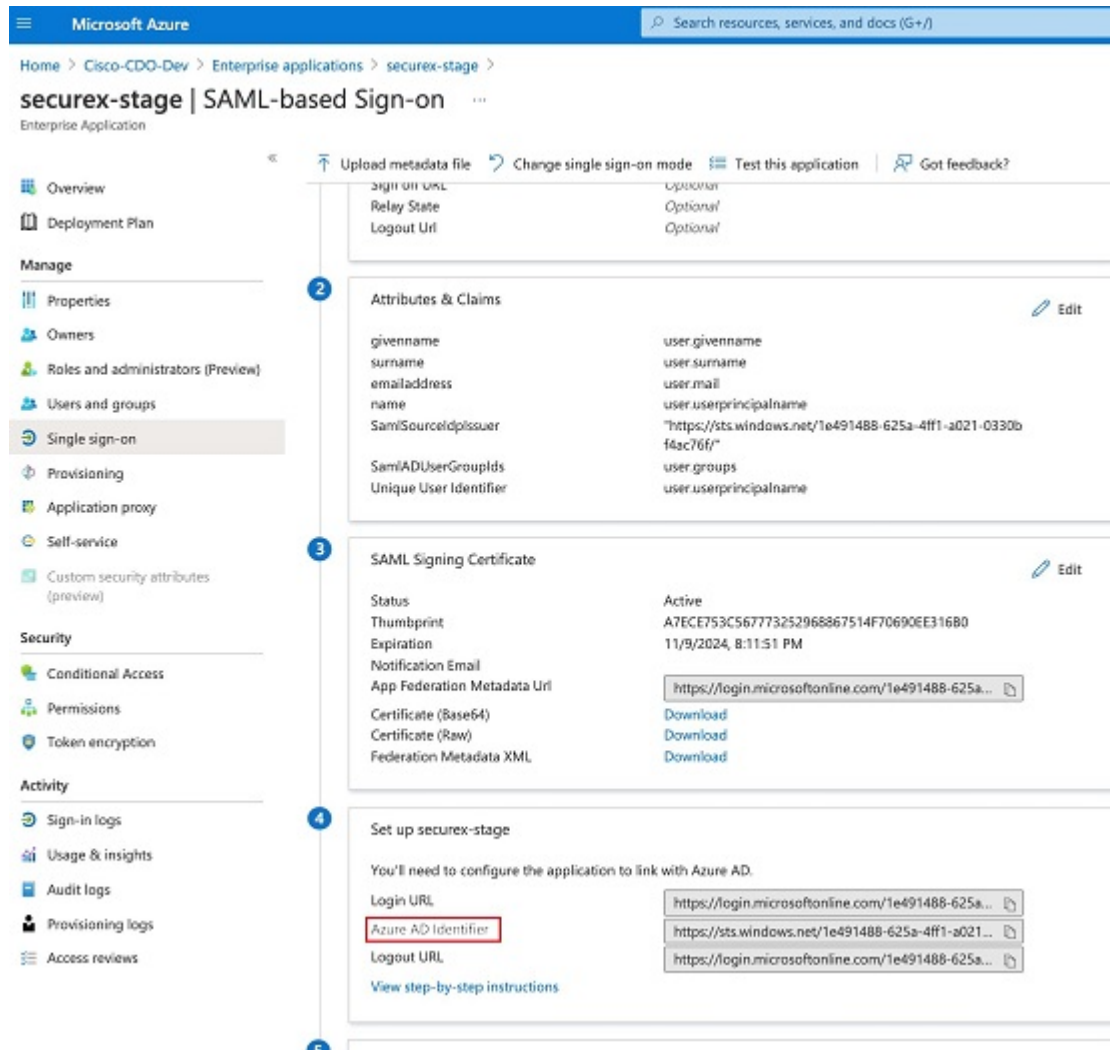 Microsoft Azure
Search resources, services, and docs (G+/)
Home > Cisco-CDO-Dev > Enterprise applications > securex-stage >
securex-stage | SAML-based Sign-on ...
Enterprise Application
«
Upload metadata file
Change single sign-on mode
Test this application
Got feedback?
Overview
Deployment Plan
Manage
Properties
Owners
Roles and administrators (Preview)
Users and groups
Single sign-on
Provisioning
Application proxy
Self-service
Custom security attributes
(preview)
Security
Conditional Access
Permissions
Token encryption
Activity
Sign-in logs
Usage & insights
Audit logs
Provisioning logs
Access reviews
Sign on URL Optional
Relay State Optional
Logout Url Optional
2
Attributes & Claims
Edit
givenname user.givenname
surname user.surname
emailaddress user.mail
name user.userprincipalname
SamlSourceIdpIssuer "https://sts.windows.net/1e491488-625a-4ff1-a021-0330b
f4ac76f/"
SamlADUserGroupIds user.groups
Unique User Identifier user.userprincipalname
3
SAML Signing Certificate
Edit
Status Active
Thumbprint A7ECE753C567773252968867514F70690EE316B0
Expiration 11/9/2024, 8:11:51 PM
Notification Email
App Federation Metadata Url https://login.microsoftonline.com/1e491488-625a...
Certificate (Base64) Download
Certificate (Raw) Download
Federation Metadata XML Download
4
Set up securex-stage
You'll need to configure the application to link with Azure AD.
Login URL https://login.microsoftonline.com/1e491488-625a...
Azure AD Identifier https://sts.windows.net/1e491488-625a-4ff1-a021...
Logout URL https://login.microsoftonline.com/1e491488-625a...
View step-by-step instructions
5